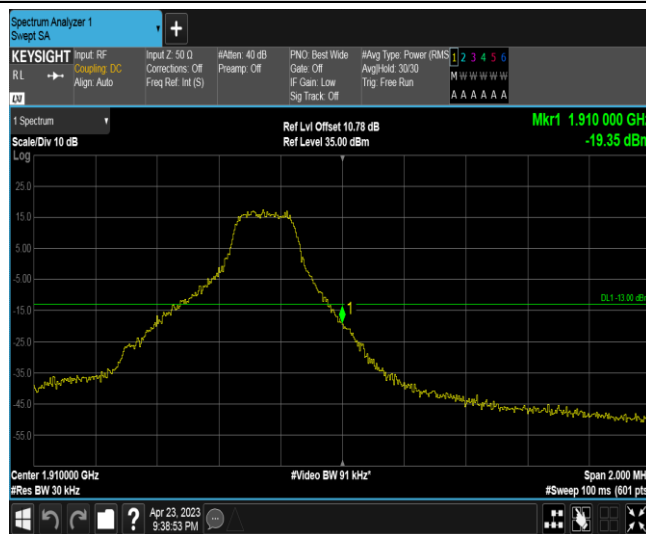 Spectrum Analyzer 1
Swept SA
KEYSIGHT
RL
LXI
Input: RF
Coupling: DC
Align: Auto
Input Z: 50 Ω
Corrections: Off
Freq Ref: Int (S)
#Atten: 40 dB
Preamp: Off
PNO: Best Wide
Gate: Off
IF Gain: Low
Sig Track: Off
#Avg Type: Power (RMS
Avg|Hold: 30/30
Trig: Free Run
1 2 3 4 5 6
M W W W W W
A A A A A A
1 Spectrum
Scale/Div 10 dB
Ref Lvl Offset 10.78 dB
Ref Level 35.00 dBm
Mkr1 1.910 000 GHz
-19.35 dBm
Log
25.0
15.0
5.00
-5.00
-15.0
-25.0
-35.0
-45.0
-55.0
DL1 -13.00 dBm
1
Center 1.910000 GHz
#Res BW 30 kHz
#Video BW 91 kHz*
Span 2.000 MH
#Sweep 100 ms (601 pts
?
Apr 23, 2023
9:38:53 PM